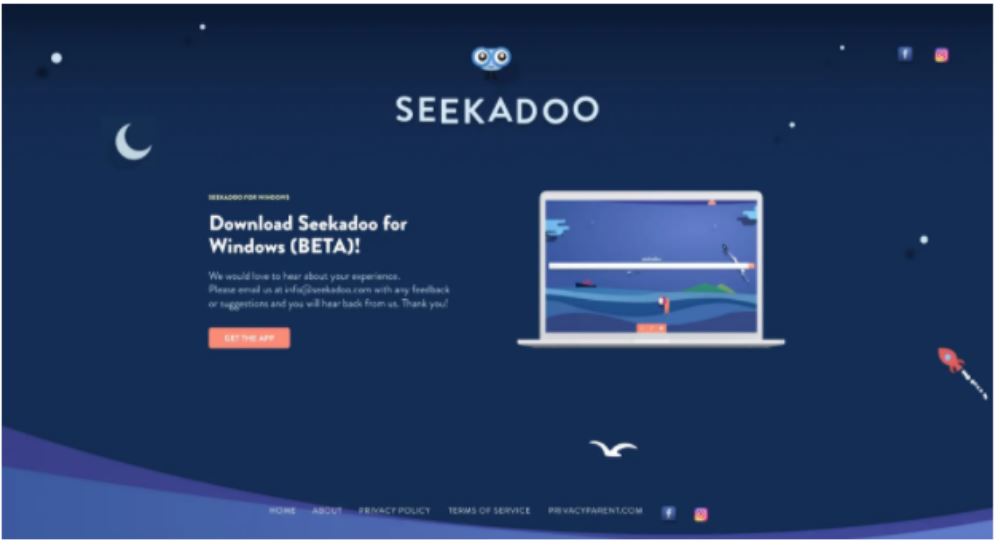 SEEKADOO
SEEKADOO FOR WINDOWS
Download Seekadoo for
Windows (BETA)!
We would love to hear about your experience.
Please email us at info@seekadoo.com with any feedback
or suggestions and you will hear back from us. Thank you!
GET THE APP
HOME ABOUT PRIVACY POLICY TERMS OF SERVICE PRIVACYPARENT.COM